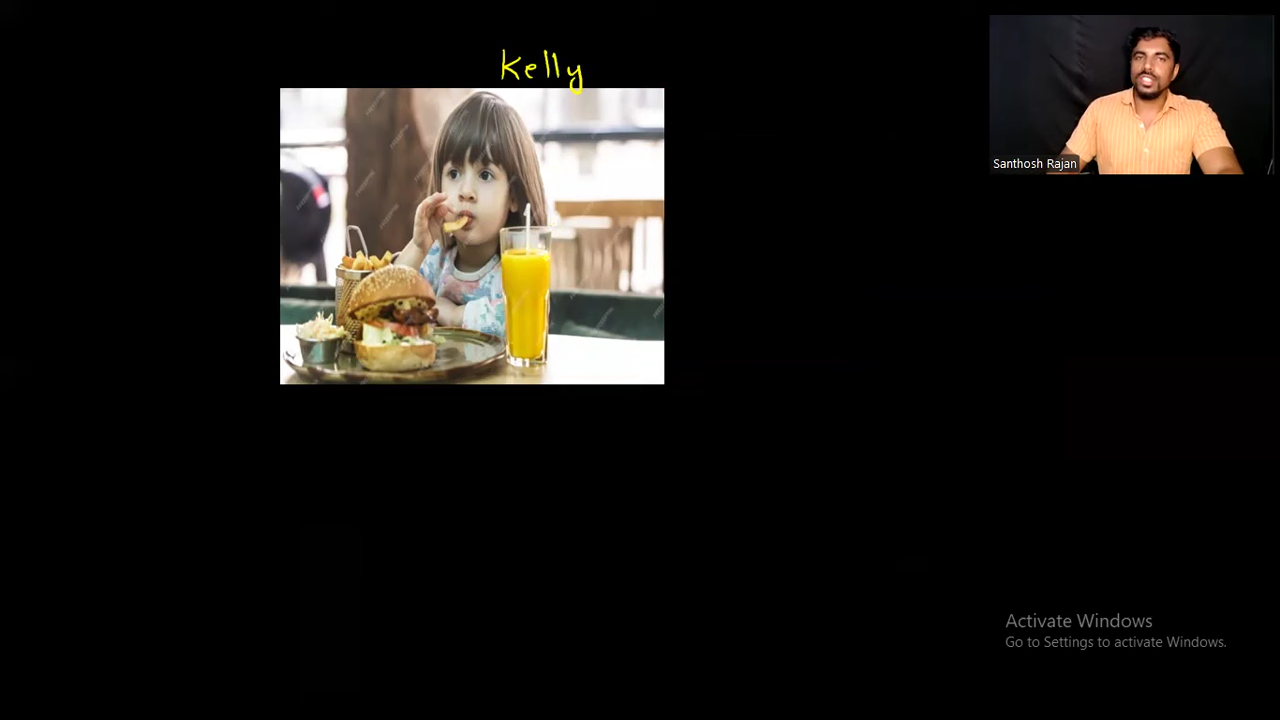 Kelly
Santhosh Rajan
Activate Windows
Go to Settings to activate Windows.